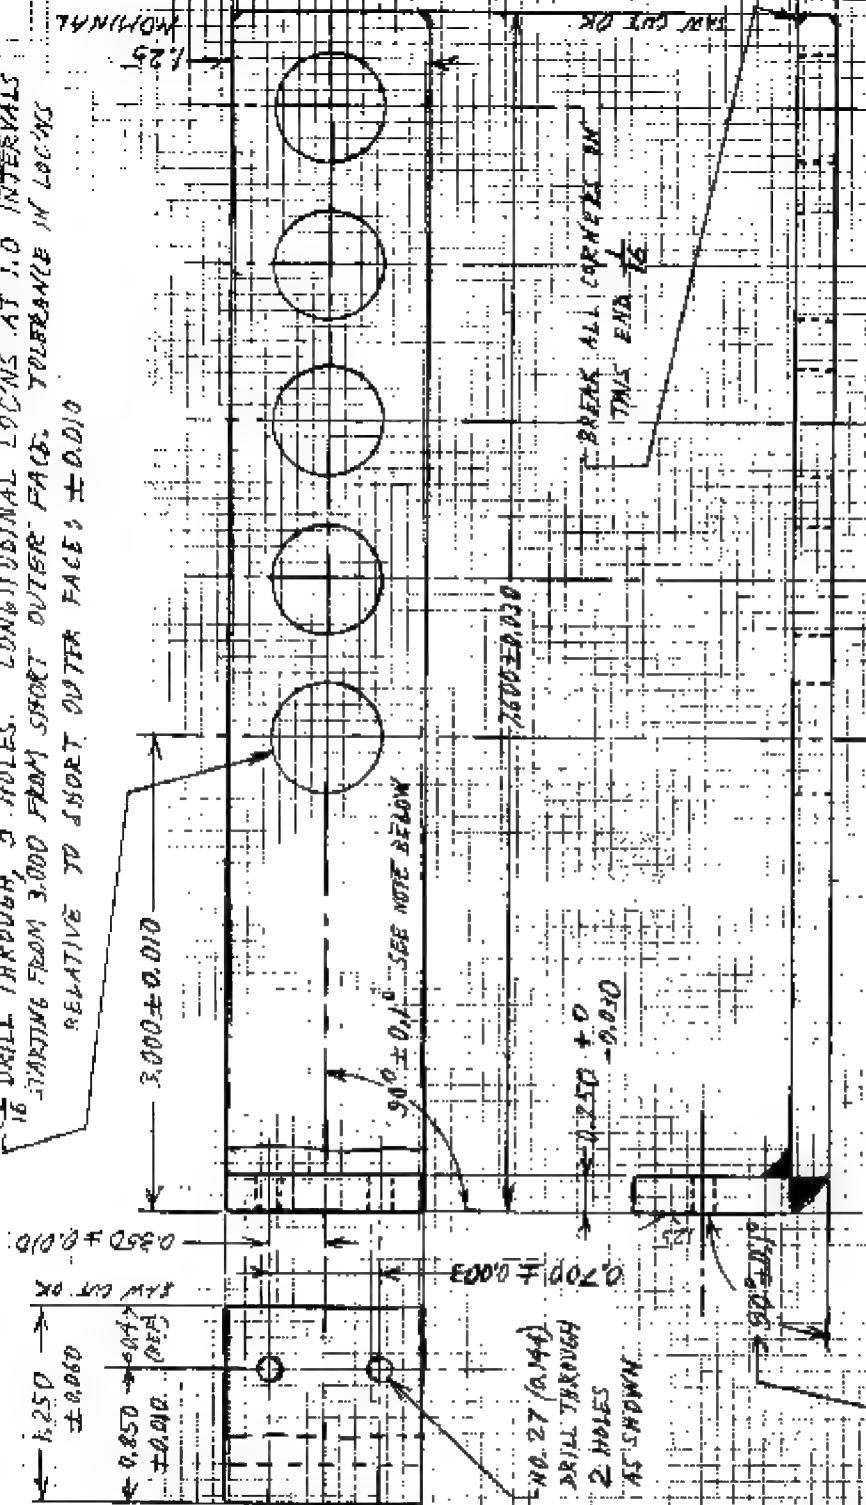 16 DRILL THROUGH, 5 HOLES. LONGITUDINAL LOC'NS AT 1.0 INTERVALS
STARTING FROM 3.000 FROM SHORT OUTER FACE. TOLERANCE IN LOC'NS
RELATIVE TO SHORT OUTER FACE: ±0.010
1.25
NOMINAL
SAW CUT OK
3.000±0.010
BREAK ALL CORNERS ON
THIS END 1/16
7.600±0.030
90° ±0.1° SEE NOTE BELOW
0.250 +0
-0.030
0.350 ±0.010
SAW CUT OK
0.700 ±0.003
1.250
±0.060
0.850
±0.010
(REF)
NO. 27 (0.144)
DRILL THROUGH
2 HOLES
AS SHOWN
.125